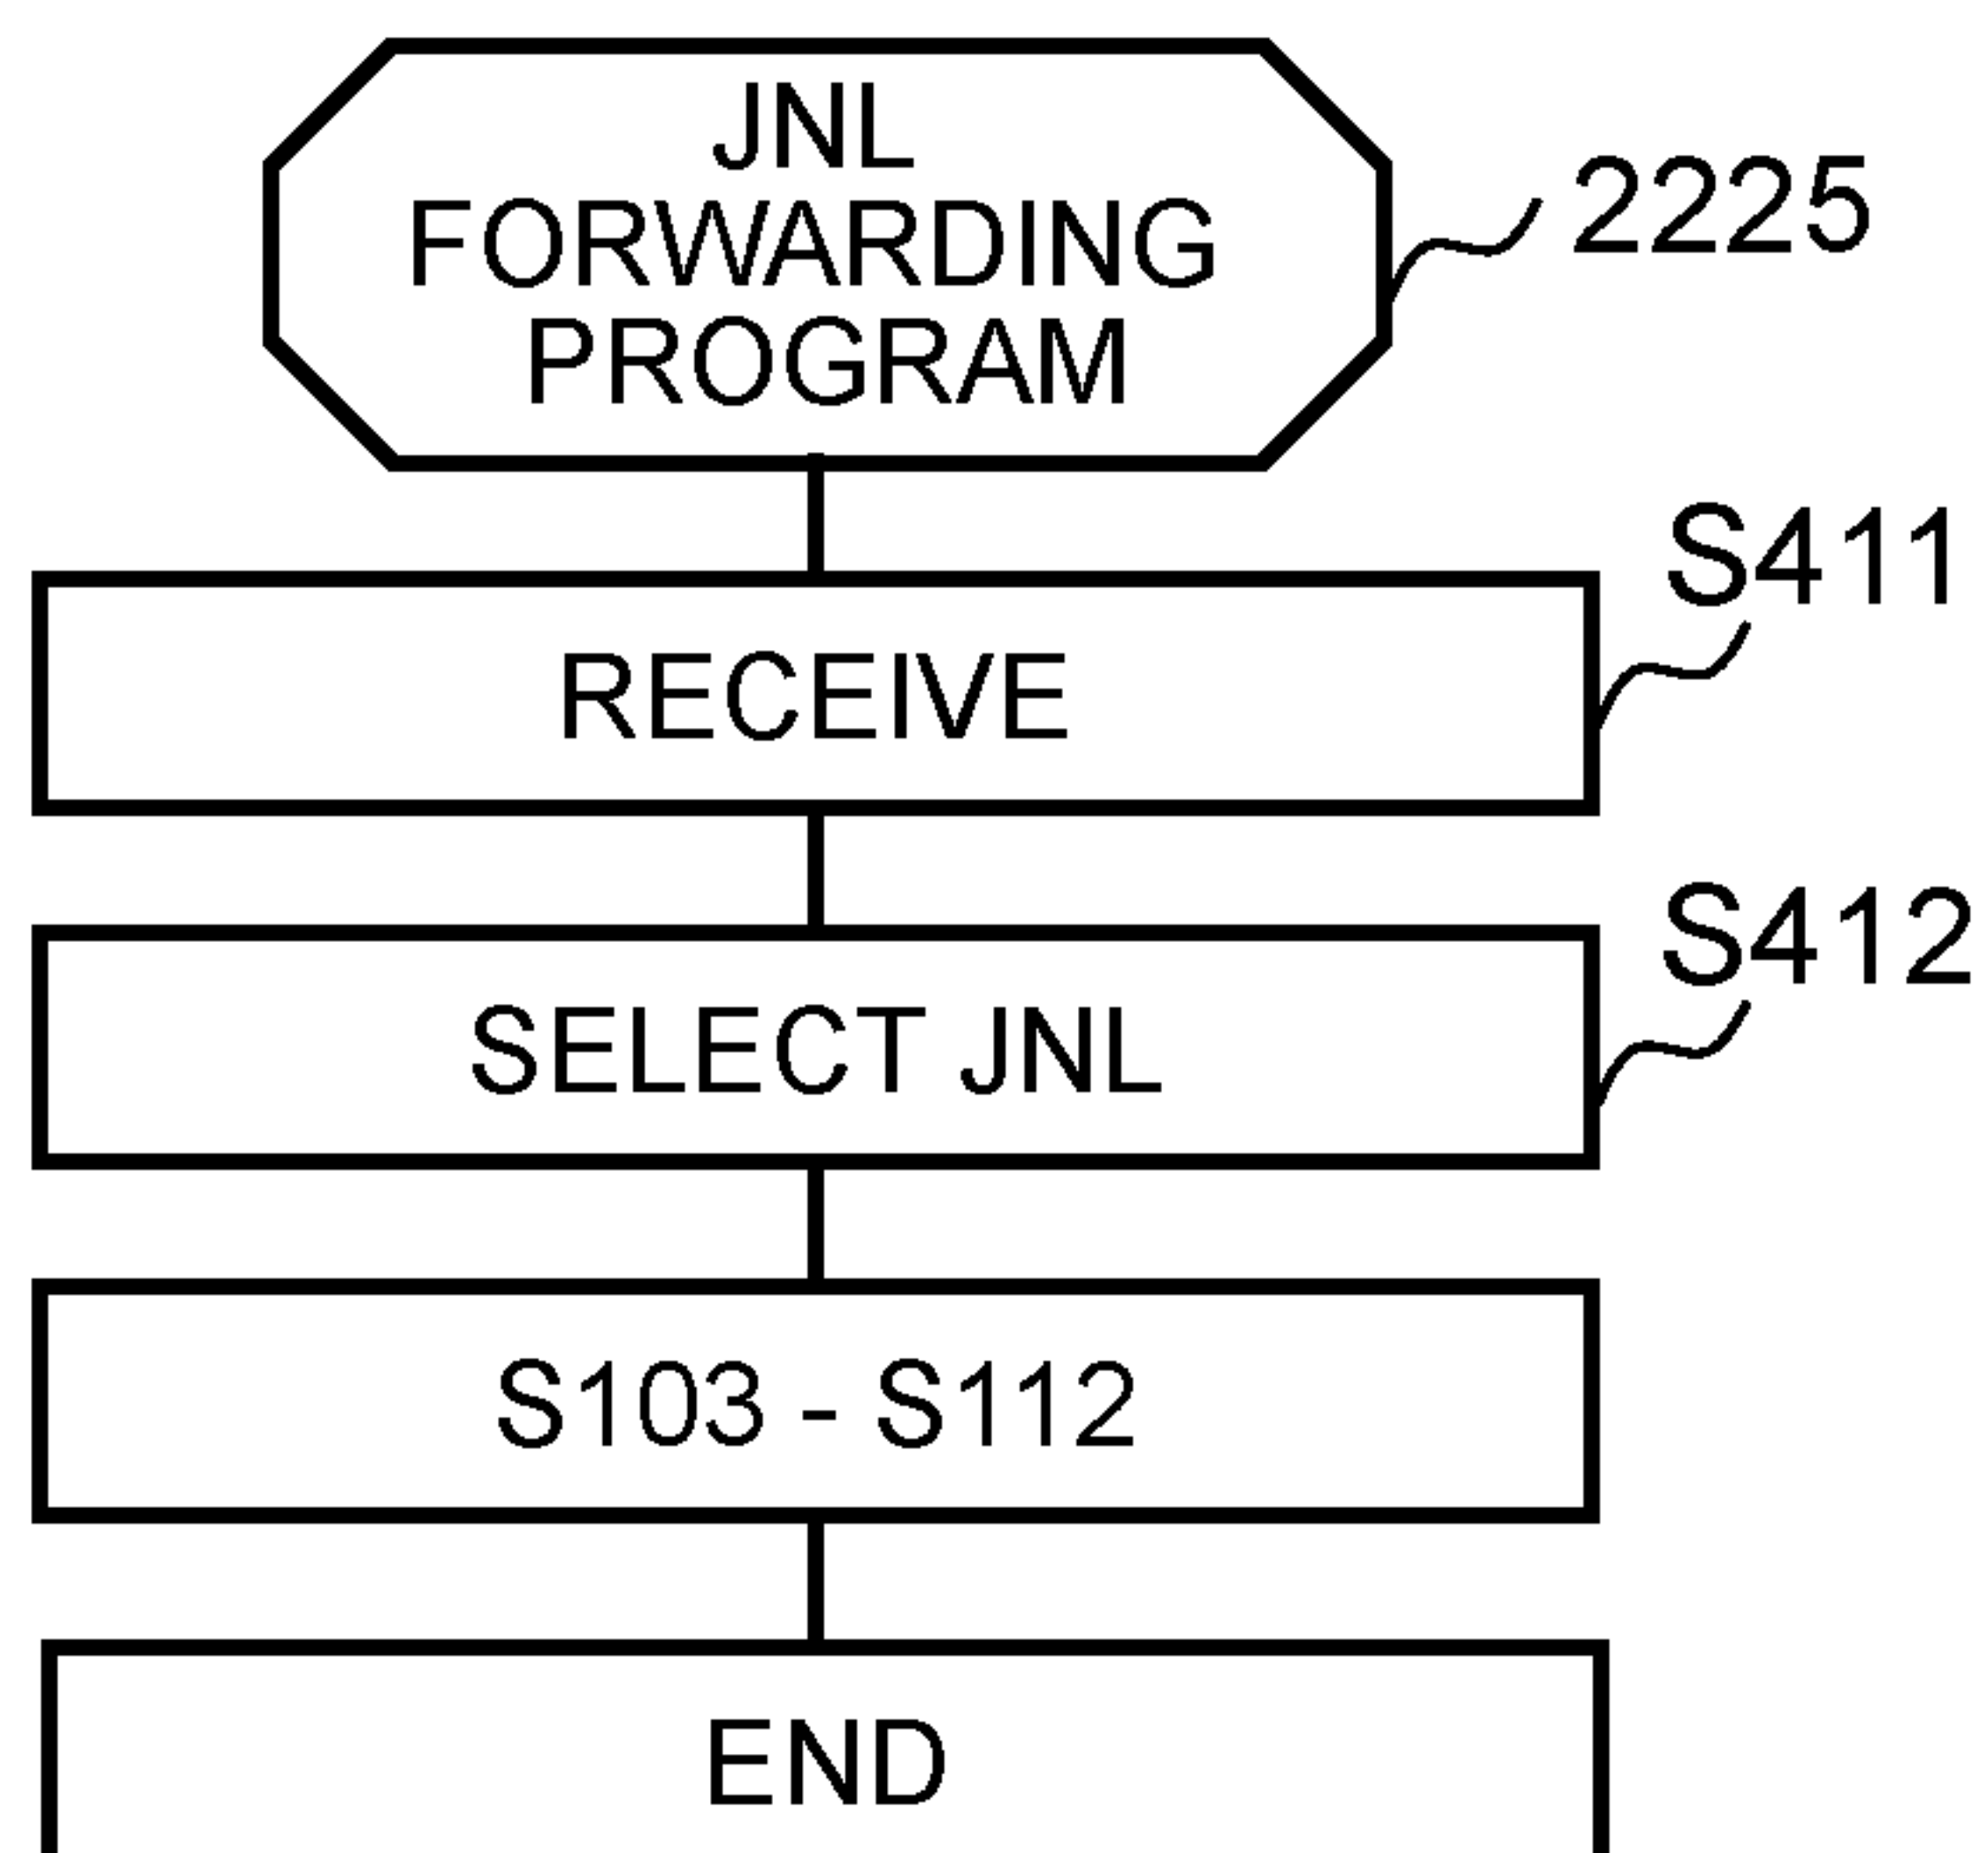 JNL
FORWARDING
PROGRAM
2225
S411
RECEIVE
S412
SELECT JNL
S103 - S112
END